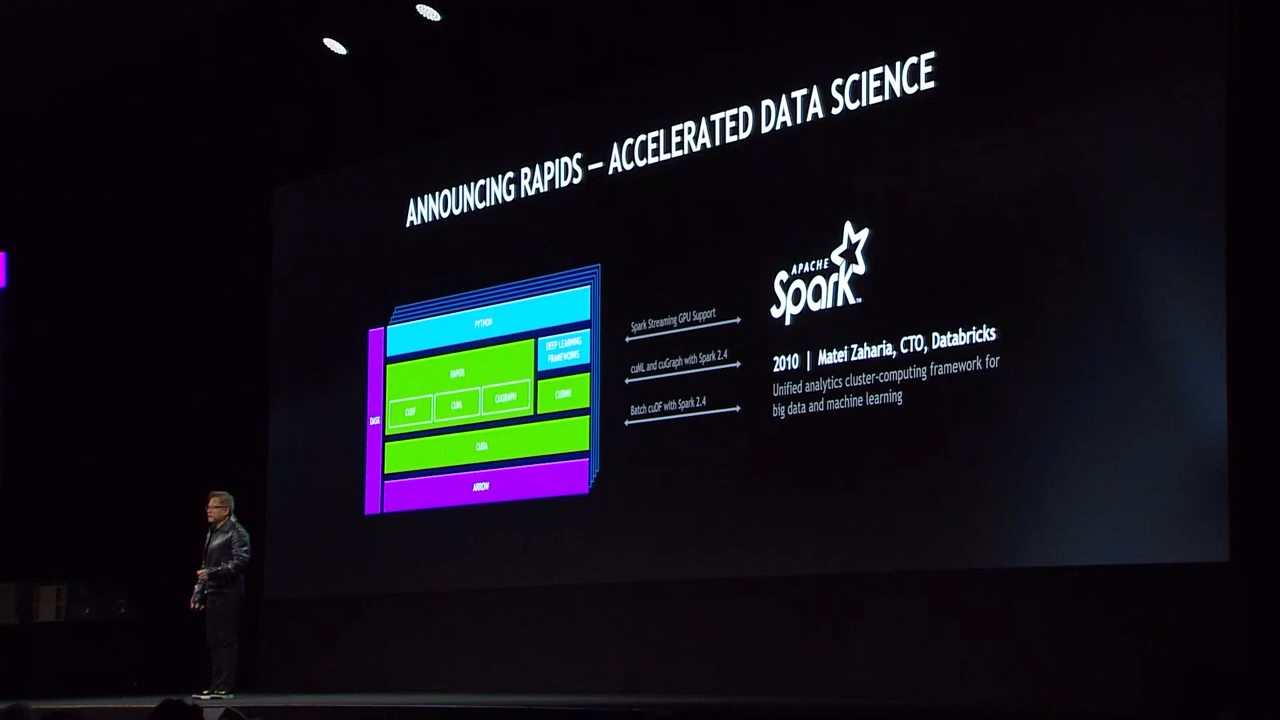 ANNOUNCING RAPIDS – ACCELERATED DATA SCIENCE
PYTHON
DEEP LEARNING
FRAMEWORKS
RAPIDS
CUDF
CUML
CUGRAPH
CUDNN
DASK
CUDA
ARROW
Spark Streaming GPU Support
cuML and cuGraph with Spark 2.4
Batch cuDF with Spark 2.4
APACHE
Spark™
2010 | Matei Zaharia, CTO, Databricks
Unified analytics cluster-computing framework for
big data and machine learning